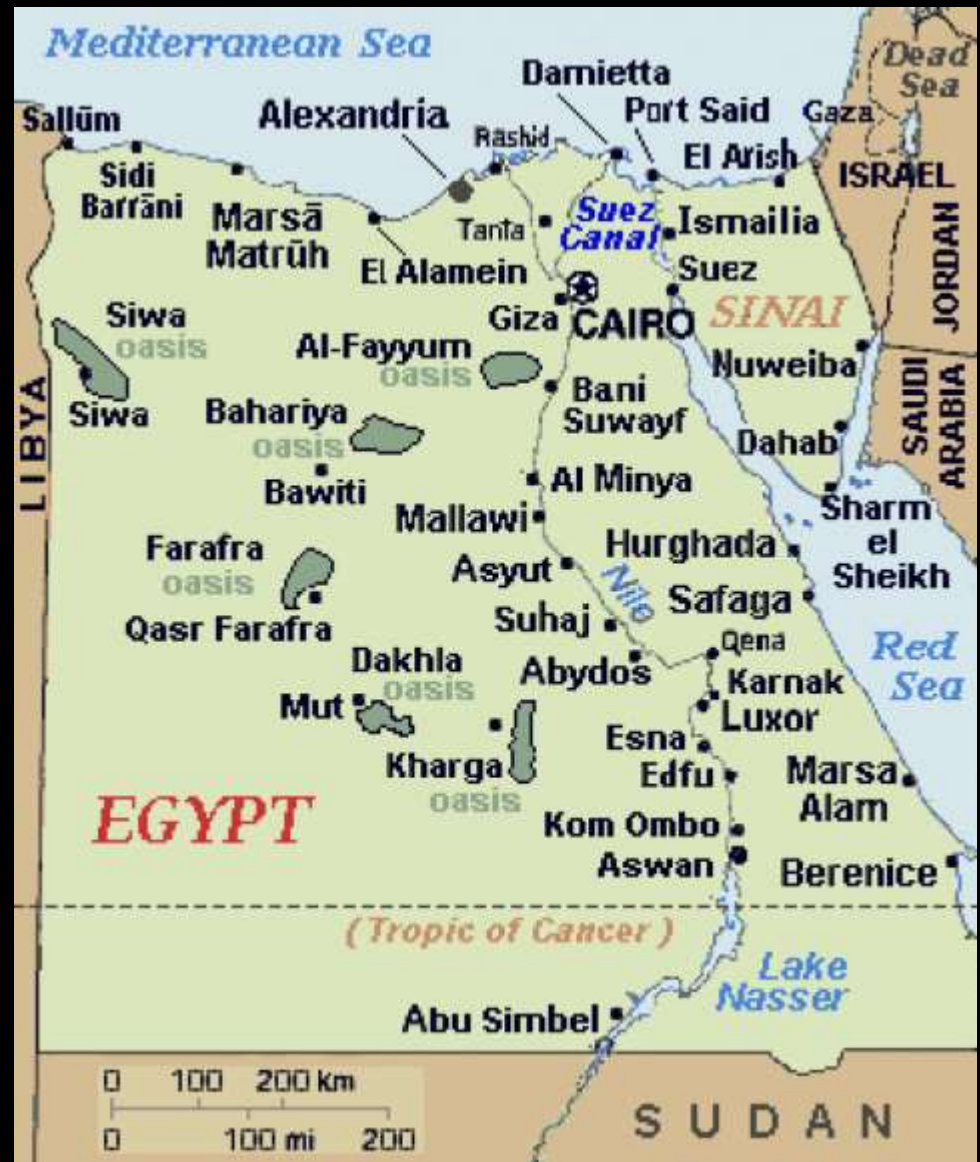 Mediterranean Sea
Dead
Sea
Damietta
Alexandria
Port Said
Gaza
Sallūm
Rashid
El Arish
ISRAEL
Sidi
Barrāni
Marsā
Matrūh
Tanta
Suez
Canal
Ismailia
El Alamein
Suez
JORDAN
Siwa
oasis
Giza
CAIRO
SINAI
Al-Fayyum
oasis
Nuweiba
Siwa
Bahariya
oasis
Bani
Suwayf
SAUDI
ARABIA
LIBYA
Dahab
Bawiti
Al Minya
Mallawi
Sharm
el
Sheikh
Farafra
oasis
Hurghada
Asyut
Nile
Safaga
Qasr Farafra
Suhaj
Qena
Red
Sea
Dakhla
oasis
Abydos
Karnak
Mut
Luxor
Esna
Kharga
oasis
Edfu
Marsa
Alam
EGYPT
Kom Ombo
Aswan
Berenice
(Tropic of Cancer)
Lake
Nasser
Abu Simbel
0 100 200 km
0 100 mi 200
SUDAN